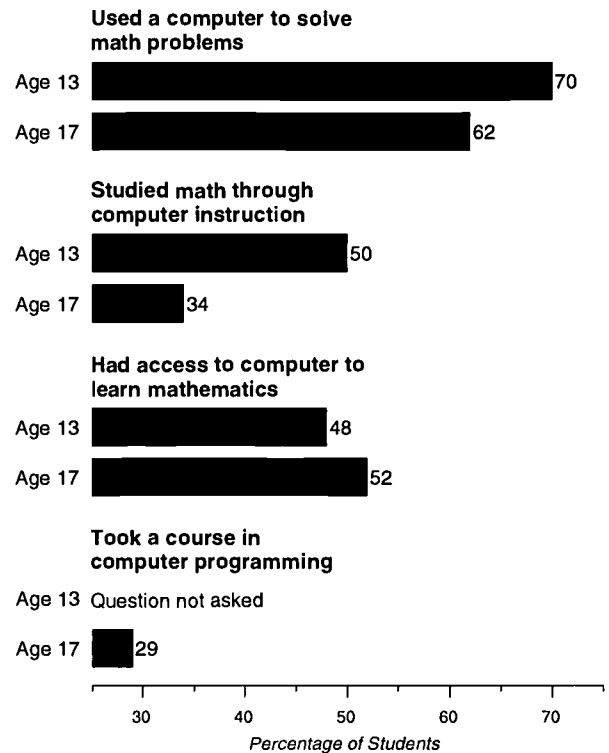 Used a computer to solve
math problems
Age 13 70
Age 17 62
Studied math through
computer instruction
Age 13 50
Age 17 34
Had access to computer to
learn mathematics
Age 13 48
Age 17 52
Took a course in
computer programming
Age 13 Question not asked
Age 17 29
30 40 50 60 70
Percentage of Students